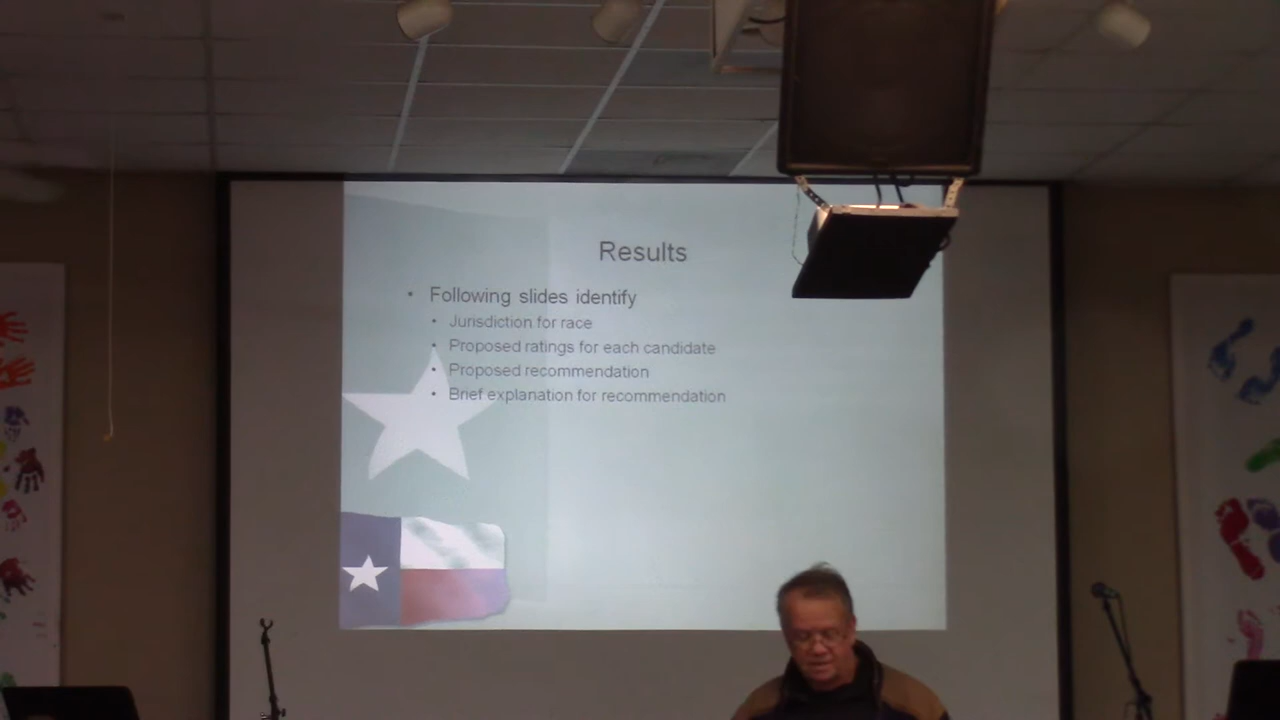 Results
• Following slides identify
• Jurisdiction for race
• Proposed ratings for each candidate
• Proposed recommendation
• Brief explanation for recommendation